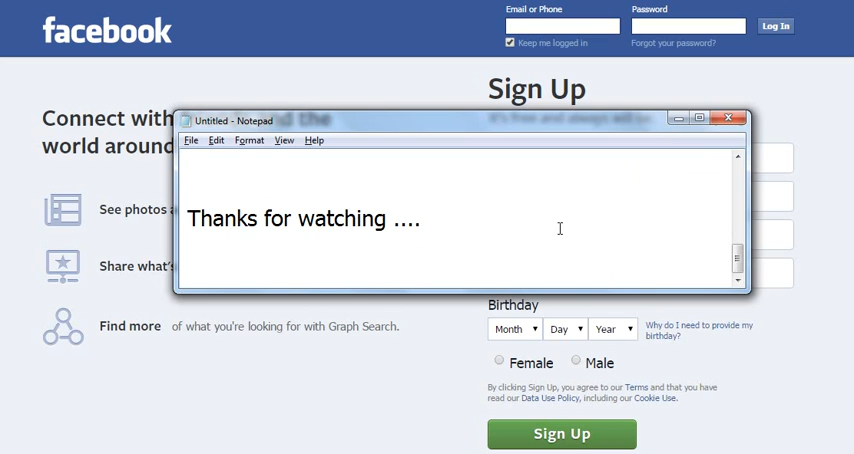 facebook
Email or Phone
Password
Log In
Keep me logged in
Forgot your password?
Sign Up
Connect with
and the
world around
Untitled - Notepad
File Edit Format View Help
See photos a
Thanks for watching ....
Share what's
Find more of what you're looking for with Graph Search.
Birthday
Month Day Year
Why do I need to provide my
birthday?
Female Male
By clicking Sign Up, you agree to our Terms and that you have
read our Data Use Policy, including our Cookie Use.
Sign Up